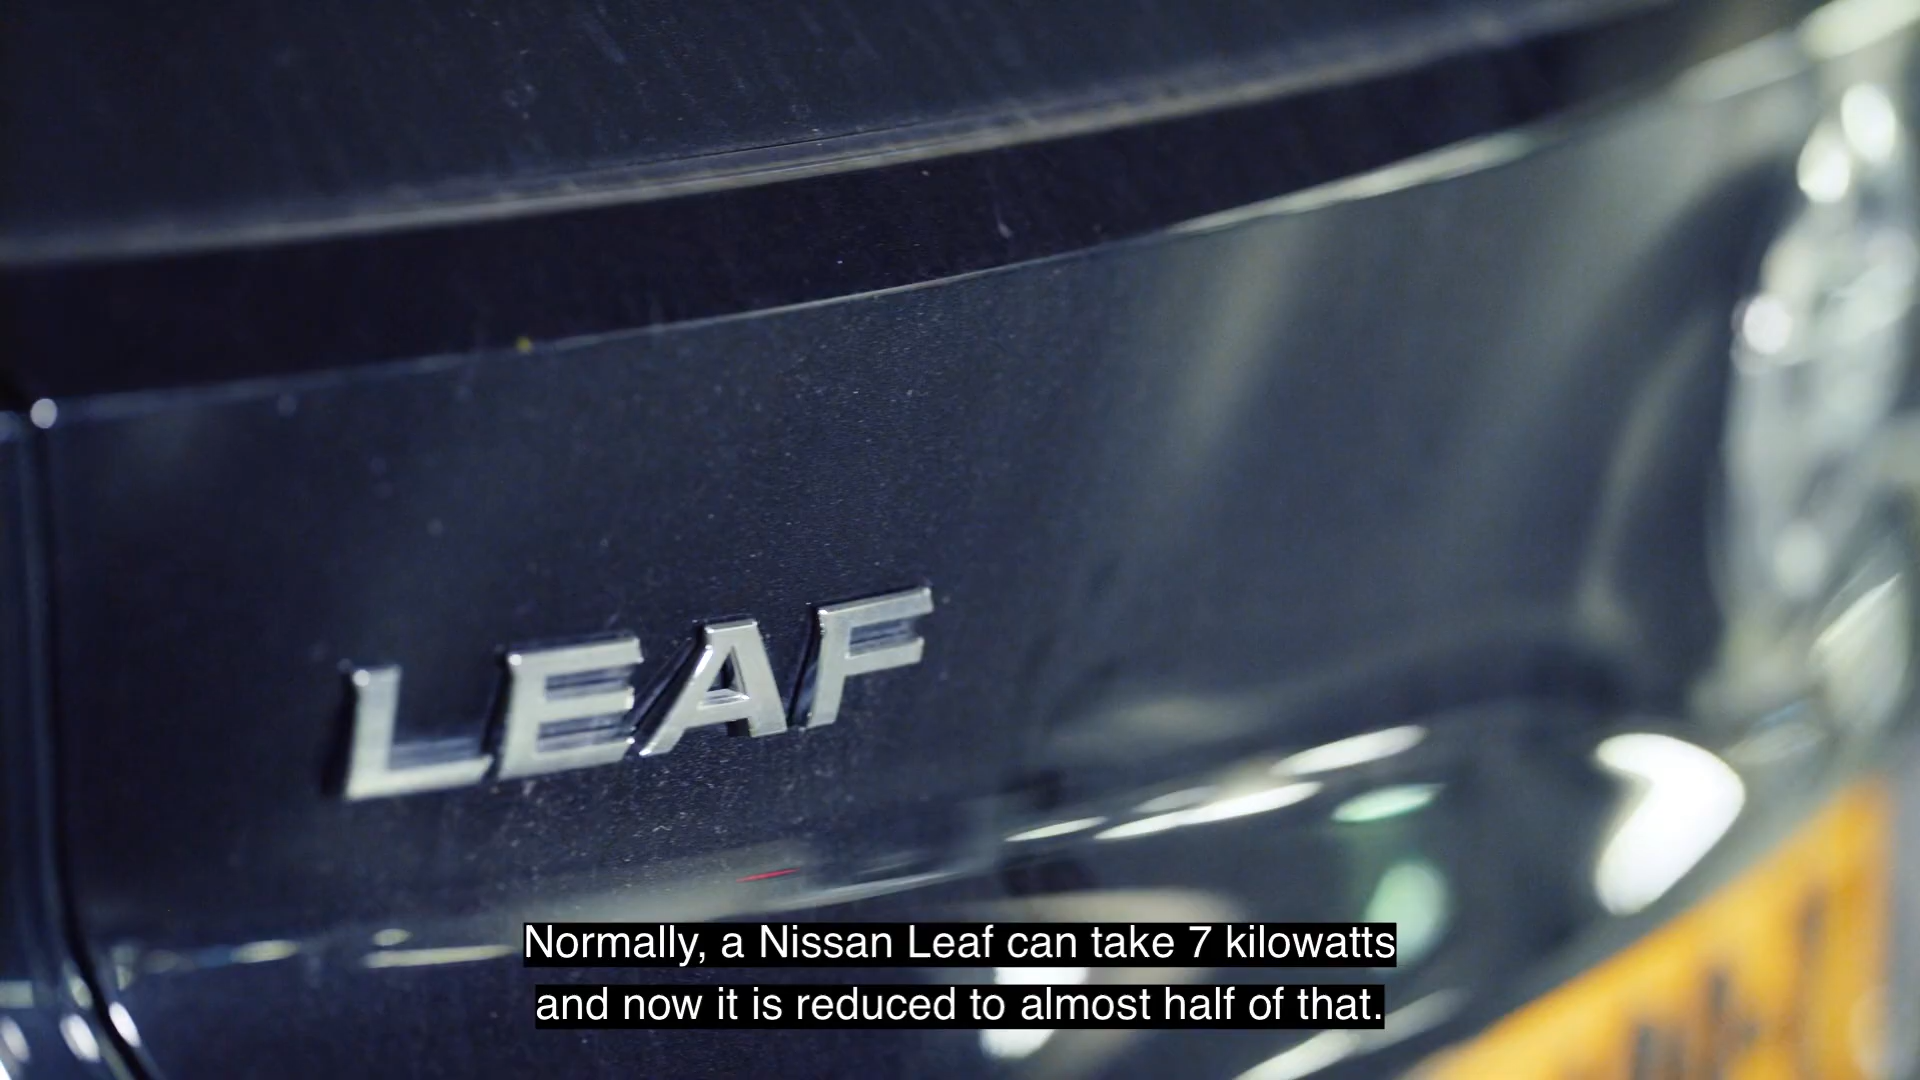 LEAF
Normally, a Nissan Leaf can take 7 kilowatts
and now it is reduced to almost half of that.